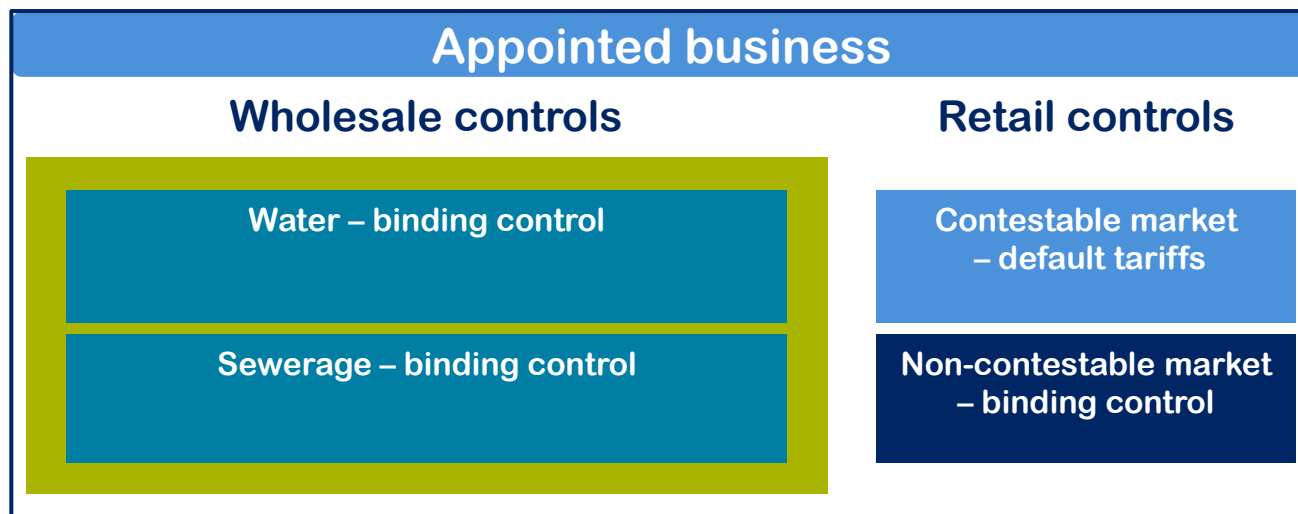 Appointed business
Wholesale controls
Retail controls
Water – binding control
Contestable market
– default tariffs
Sewerage – binding control
Non-contestable market
– binding control